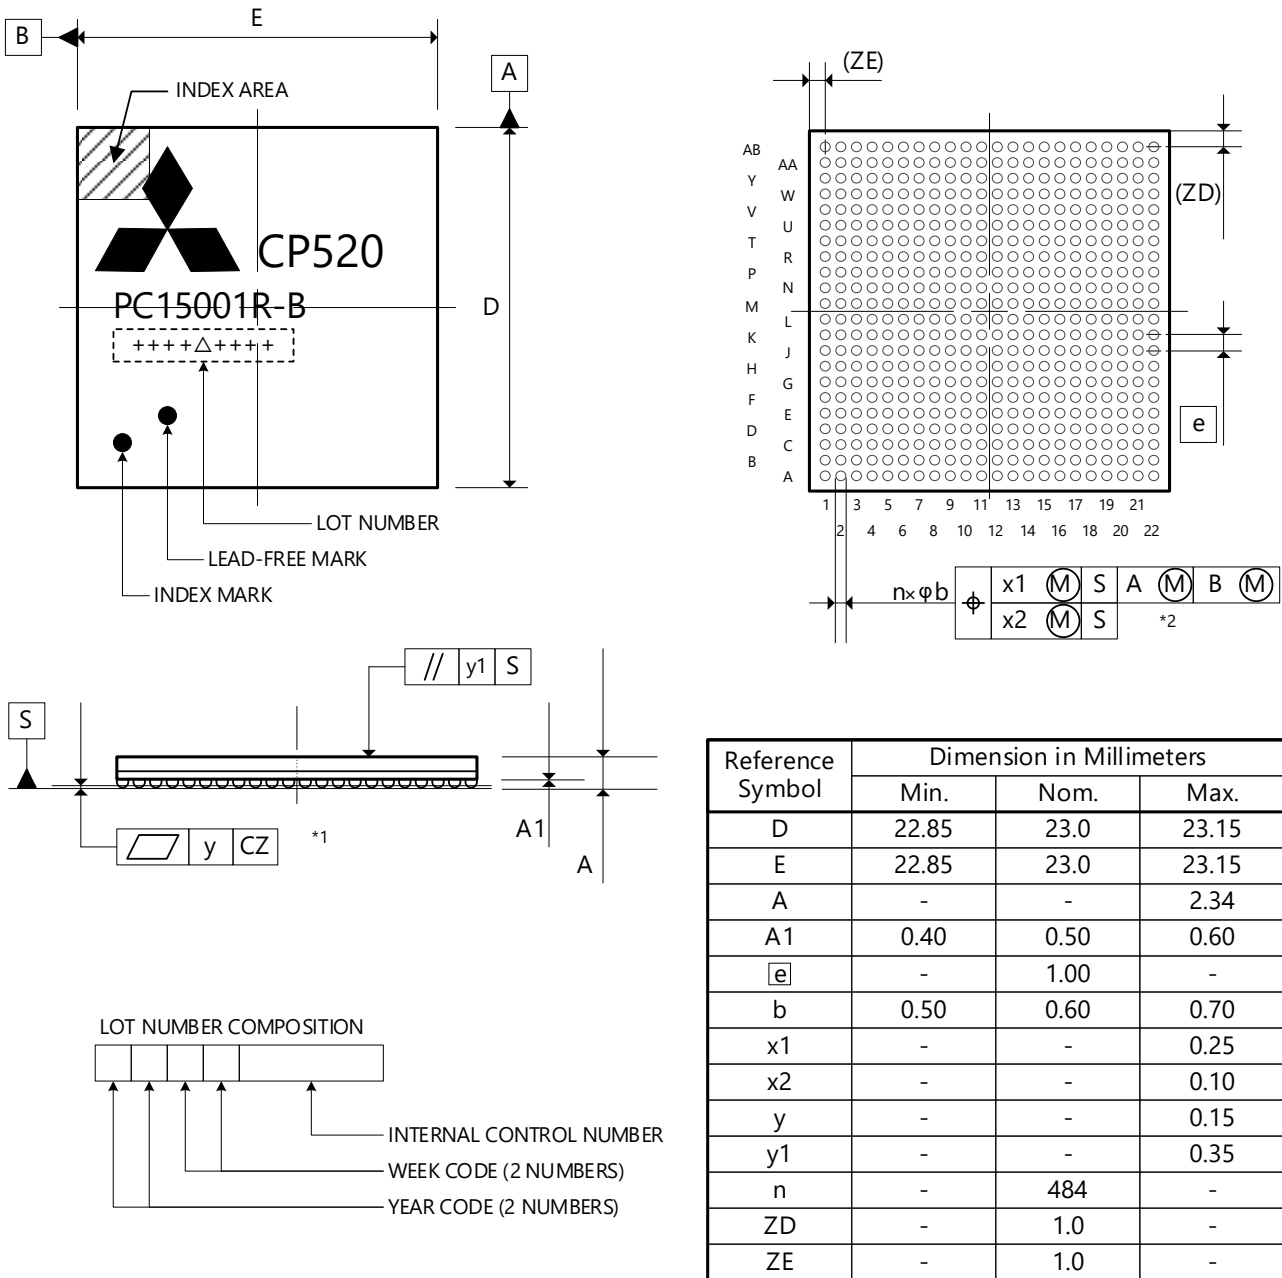 B
E
A
INDEX AREA
CP520
PC15001R-B
++++△++++
D
LOT NUMBER
LEAD-FREE MARK
INDEX MARK
(ZE)
(ZD)
e
AB
AA
Y
W
V
U
T
R
P
N
M
L
K
J
H
G
F
E
D
C
B
A
1 3 5 7 9 11 13 15 17 19 21
2 4 6 8 10 12 14 16 18 20 22
n×φb
x1 Ⓜ S A Ⓜ B Ⓜ
x2 Ⓜ S *2
// y1 S
S
y CZ *1
A1
A
LOT NUMBER COMPOSITION
INTERNAL CONTROL NUMBER
WEEK CODE (2 NUMBERS)
YEAR CODE (2 NUMBERS)
Reference Symbol Dimension in Millimeters
Min. Nom. Max.
D 22.85 23.0 23.15
E 22.85 23.0 23.15
A - - 2.34
A1 0.40 0.50 0.60
e - 1.00 -
b 0.50 0.60 0.70
x1 - - 0.25
x2 - - 0.10
y - - 0.15
y1 - - 0.35
n - 484 -
ZD - 1.0 -
ZE - 1.0 -